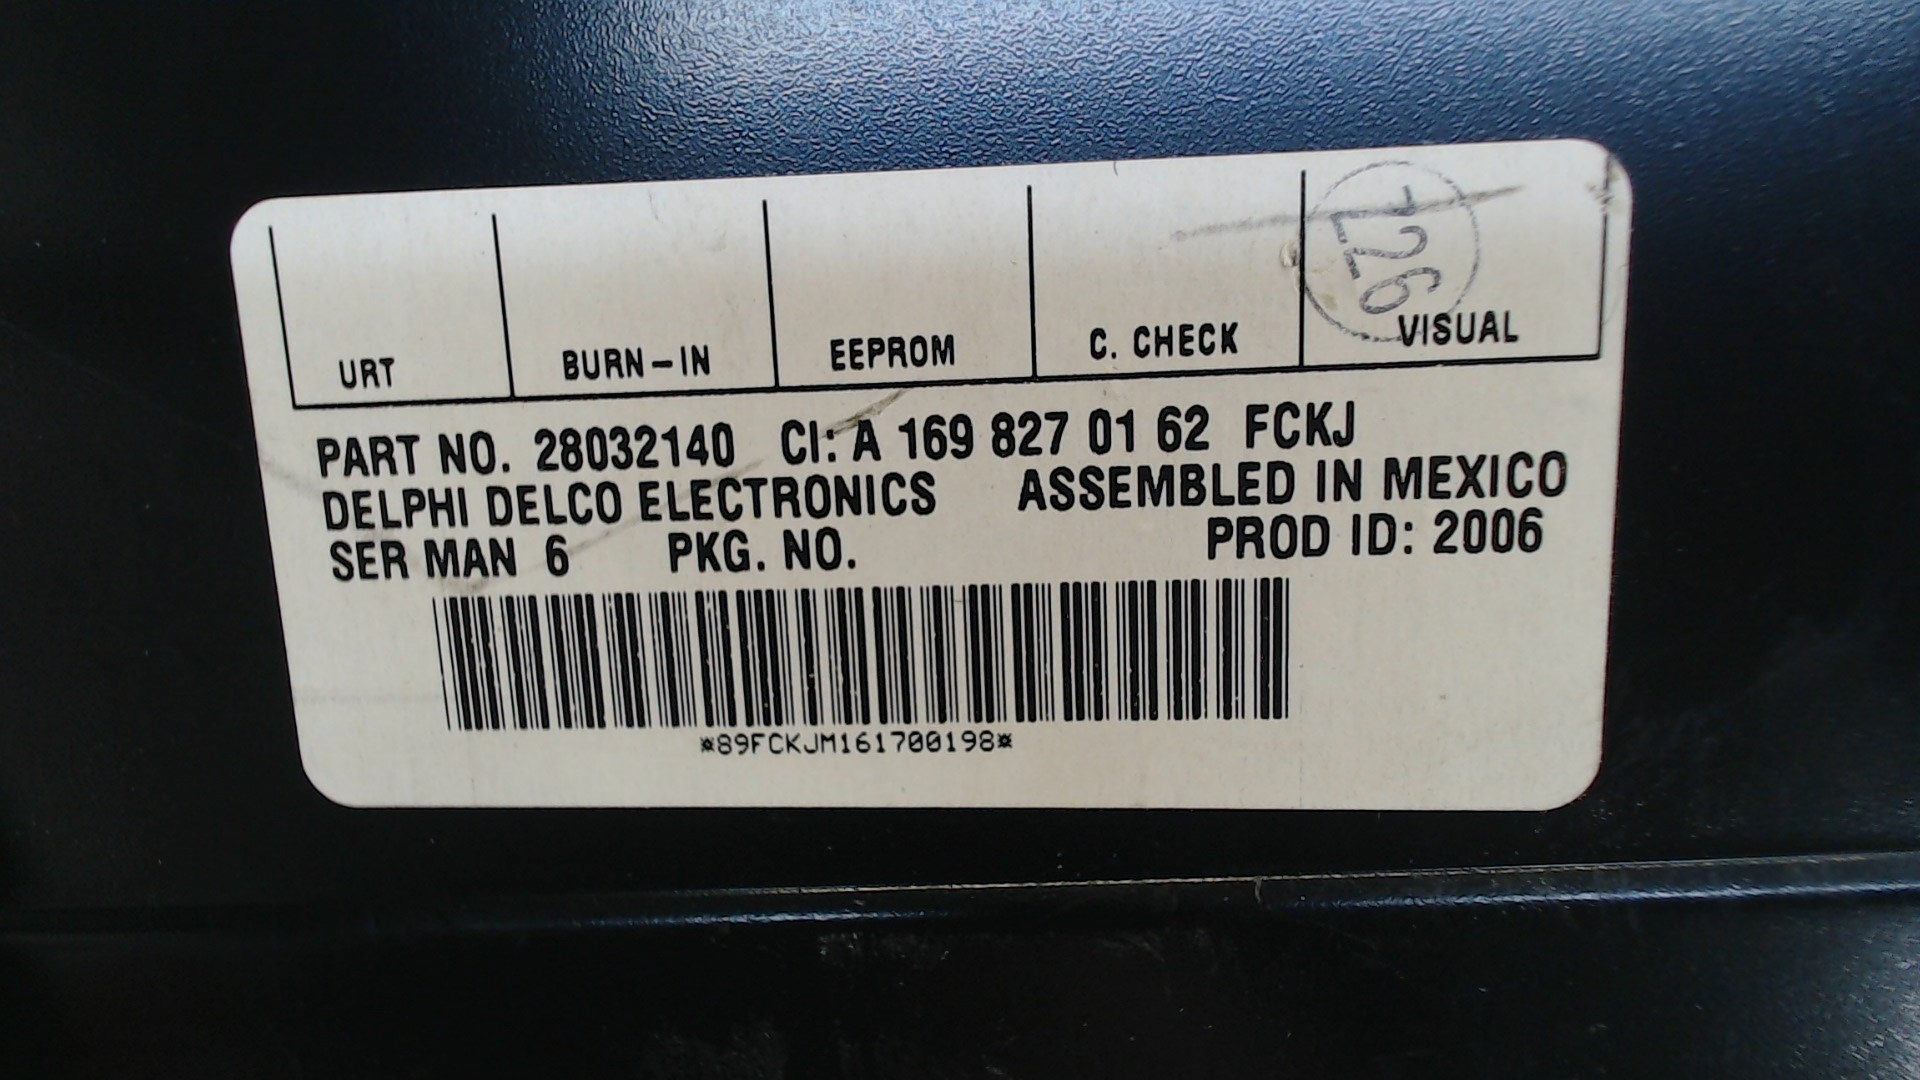 URT BURN-IN EEPROM C. CHECK VISUAL
PART NO. 28032140 CI: A 169 827 01 62 FCKJ
DELPHI DELCO ELECTRONICS ASSEMBLED IN MEXICO
SER MAN 6 PKG. NO. PROD ID: 2006
*89FCKJM161700198*